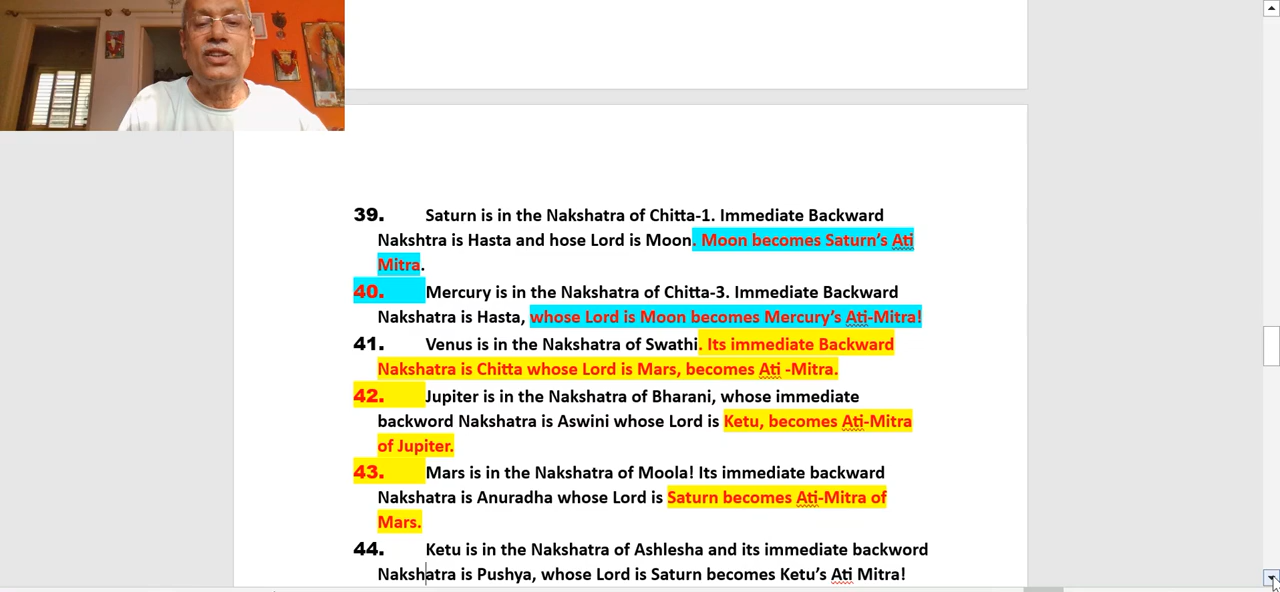 39. Saturn is in the Nakshatra of Chitta-1. Immediate Backward
Nakshtra is Hasta and hose Lord is Moon. Moon becomes Saturn’s Ati
Mitra.
40. Mercury is in the Nakshatra of Chitta-3. Immediate Backward
Nakshatra is Hasta, whose Lord is Moon becomes Mercury’s Ati-Mitra!
41. Venus is in the Nakshatra of Swathi. Its immediate Backward
Nakshatra is Chitta whose Lord is Mars, becomes Ati -Mitra.
42. Jupiter is in the Nakshatra of Bharani, whose immediate
backword Nakshatra is Aswini whose Lord is Ketu, becomes Ati-Mitra
of Jupiter.
43. Mars is in the Nakshatra of Moola! Its immediate backward
Nakshatra is Anuradha whose Lord is Saturn becomes Ati-Mitra of
Mars.
44. Ketu is in the Nakshatra of Ashlesha and its immediate backword
Nakshatra is Pushya, whose Lord is Saturn becomes Ketu’s Ati Mitra!